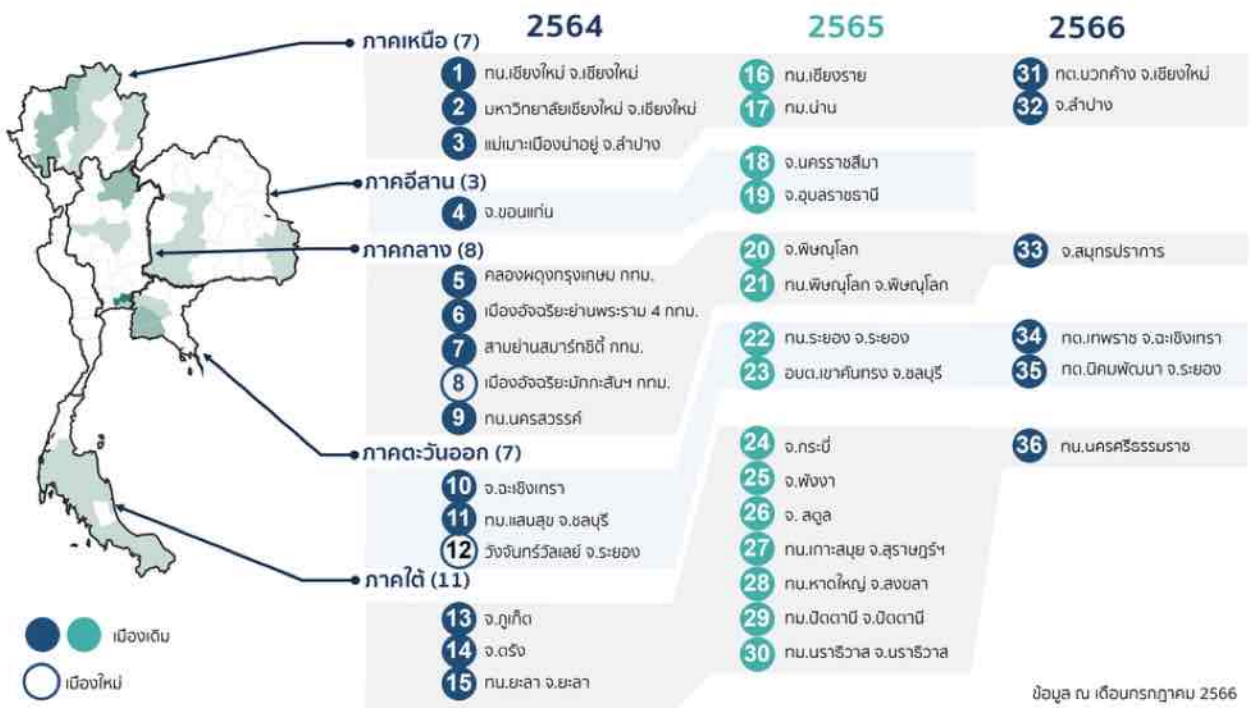 2564
2565
2566
ภาคเหนือ (7)
1 ทน.เชียงใหม่ จ.เชียงใหม่
2 มหาวิทยาลัยเชียงใหม่ จ.เชียงใหม่
3 แม่เมาะเมืองน่าอยู่ จ.ลำปาง
16 ทน.เชียงราย
17 ทม.น่าน
31 ทต.บวกค้าง จ.เชียงใหม่
32 จ.ลำปาง
ภาคอีสาน (3)
4 จ.ขอนแก่น
18 จ.นครราชสีมา
19 จ.อุบลราชธานี
ภาคกลาง (8)
5 คลองผดุงกรุงเกษม กทม.
6 เมืองอัจฉริยะย่านพระราม 4 กทม.
7 สามย่านสมาร์ทซิตี้ กทม.
8 เมืองอัจฉริยะมักกะสันฯ กทม.
9 ทน.นครสวรรค์
20 จ.พิษณุโลก
21 ทน.พิษณุโลก จ.พิษณุโลก
33 จ.สมุทรปราการ
ภาคตะวันออก (7)
10 จ.ฉะเชิงเทรา
11 ทม.แสนสุข จ.ชลบุรี
12 วังจันทร์วัลเลย์ จ.ระยอง
22 ทน.ระยอง จ.ระยอง
23 อบต.เขาคันทรง จ.ชลบุรี
34 ทต.เทพราช จ.ฉะเชิงเทรา
35 ทต.นิคมพัฒนา จ.ระยอง
ภาคใต้ (11)
13 จ.ภูเก็ต
14 จ.ตรัง
15 ทน.ยะลา จ.ยะลา
24 จ.กระบี่
25 จ.พังงา
26 จ. สตูล
27 ทน.เกาะสมุย จ.สุราษฎร์ฯ
28 ทน.หาดใหญ่ จ.สงขลา
29 ทม.ปัตตานี จ.ปัตตานี
30 ทม.นราธิวาส จ.นราธิวาส
36 ทน.นครศรีธรรมราช
เมืองเดิม
เมืองใหม่
ข้อมูล ณ เดือนกรกฎาคม 2566